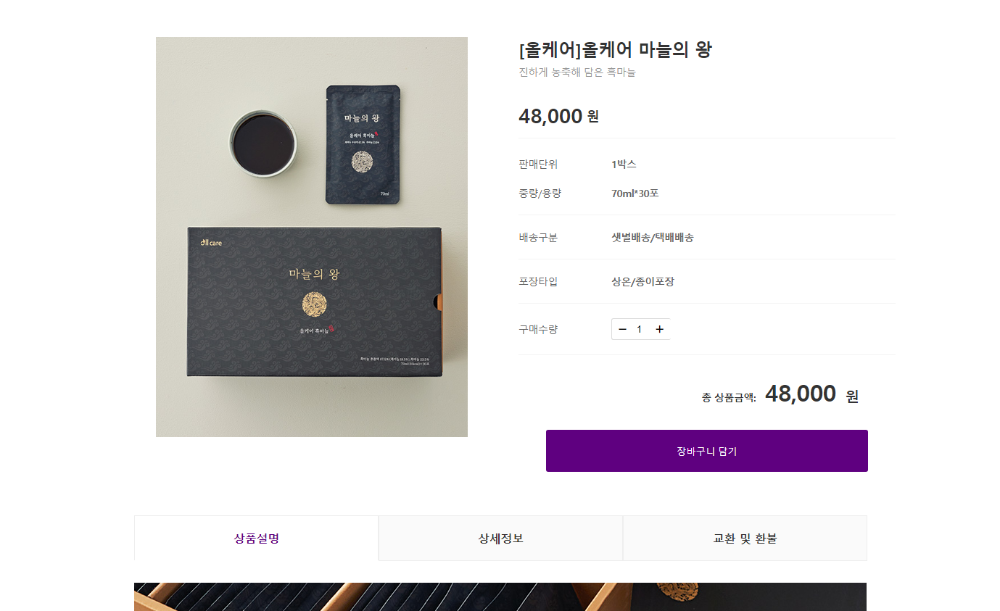 [올케어]올케어 마늘의 왕
진하게 농축해 담은 흑마늘
48,000 원
판매단위 1박스
중량/용량 70ml*30포
배송구분 샛별배송/택배배송
포장타입 상온/종이포장
구매수량 1
총 상품금액: 48,000 원
장바구니 담기
마늘의 왕
올케어 흑마늘
70ml
all care
마늘의 왕
올케어 흑마늘
상품설명 상세정보 교환 및 환불